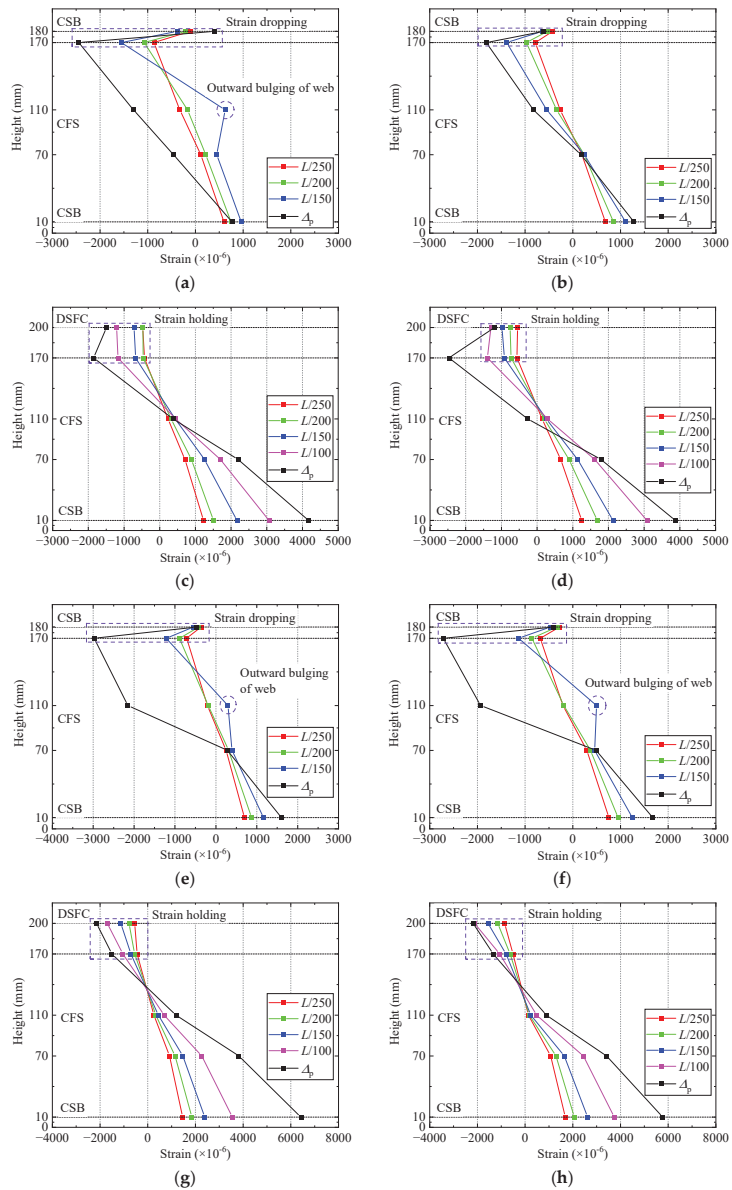 CSB
180
170
Strain dropping
Outward bulging of web
110
CFS
70
CSB
10
0
Height (mm)
L/250
L/200
L/150
Δp
−3000 −2000 −1000 0 1000 2000 3000
Strain (×10⁻⁶)
(a)
CSB
180
170
Strain dropping
110
CFS
70
CSB
10
0
Height (mm)
L/250
L/200
L/150
Δp
−3000 −2000 −1000 0 1000 2000 3000
Strain (×10⁻⁶)
(b)
DSFC
200
Strain holding
170
110
CFS
70
CSB
10
0
Height (mm)
L/250
L/200
L/150
L/100
Δp
−3000 −2000 −1000 0 1000 2000 3000 4000 5000
Strain (×10⁻⁶)
(c)
DSFC
200
Strain holding
170
110
CFS
70
CSB
10
0
Height (mm)
L/250
L/200
L/150
L/100
Δp
−3000 −2000 −1000 0 1000 2000 3000 4000 5000
Strain (×10⁻⁶)
(d)
CSB
180
170
Strain dropping
Outward bulging
of web
110
CFS
70
CSB
10
0
Height (mm)
L/250
L/200
L/150
Δp
−4000 −3000 −2000 −1000 0 1000 2000 3000
Strain (×10⁻⁶)
(e)
CSB
180
170
Strain dropping
Outward bulging
of web
110
CFS
70
CSB
10
0
Height (mm)
L/250
L/200
L/150
Δp
−3000 −2000 −1000 0 1000 2000 3000
Strain (×10⁻⁶)
(f)
DSFC
200
Strain holding
170
110
CFS
70
CSB
10
0
Height (mm)
L/250
L/200
L/150
L/100
Δp
−4000 −2000 0 2000 4000 6000 8000
Strain (×10⁻⁶)
(g)
DSFC
200
Strain holding
170
110
CFS
70
CSB
10
0
Height (mm)
L/250
L/200
L/150
L/100
Δp
−4000 −2000 0 2000 4000 6000 8000
Strain (×10⁻⁶)
(h)